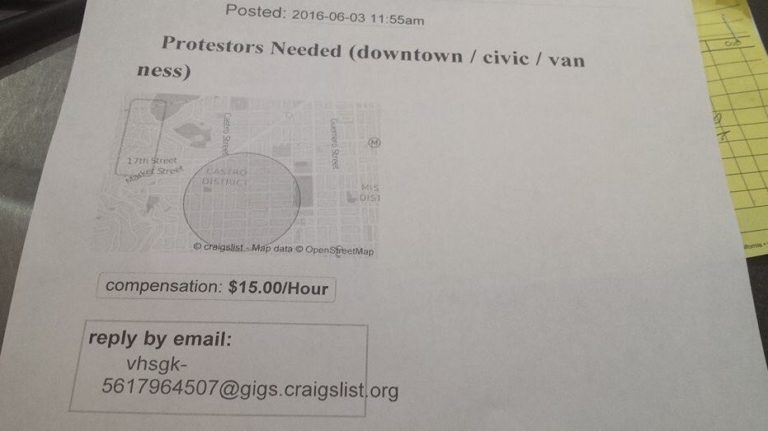 Posted: 2016-06-03 11:55am
Protestors Needed (downtown / civic / van
ness)
Castro Street
Guerrero Street
M
17th Street
Market Street
CASTRO
DISTRICT
MIS
DIST
© craigslist - Map data © OpenStreetMap
compensation: $15.00/Hour
reply by email:
vhsgk-
5617964507@gigs.craigslist.org